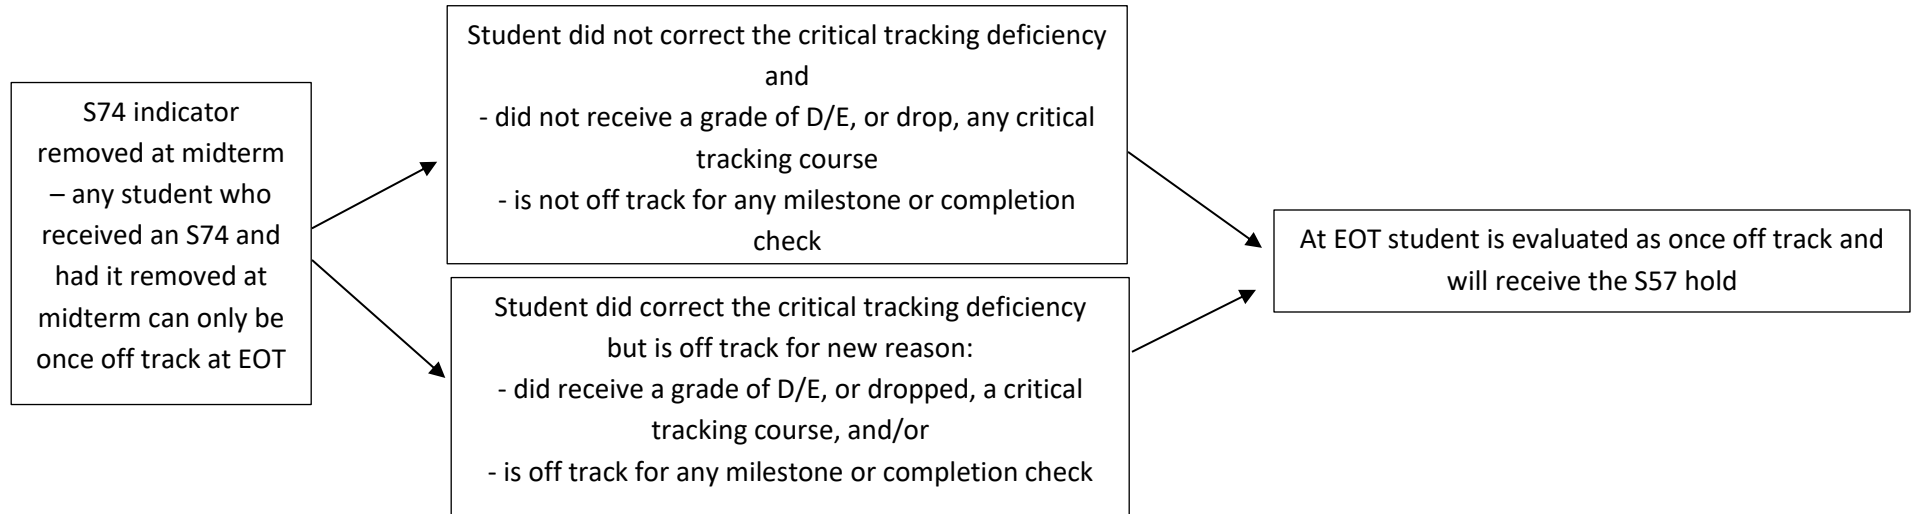 S74 indicator
removed at midterm
– any student who
received an S74 and
had it removed at
midterm can only be
once off track at EOT
Student did not correct the critical tracking deficiency
and
- did not receive a grade of D/E, or drop, any critical
tracking course
- is not off track for any milestone or completion
check
Student did correct the critical tracking deficiency
but is off track for new reason:
- did receive a grade of D/E, or dropped, a critical
tracking course, and/or
- is off track for any milestone or completion check
At EOT student is evaluated as once off track and
will receive the S57 hold